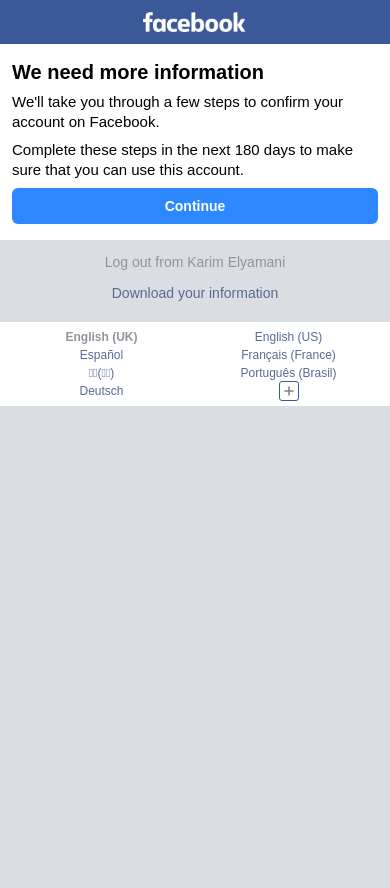 facebook
We need more information
We'll take you through a few steps to confirm your
account on Facebook.
Complete these steps in the next 180 days to make
sure that you can use this account.
Continue
Log out from Karim Elyamani
Download your information
English (UK)
English (US)
Español
Français (France)
Português (Brasil)
Deutsch